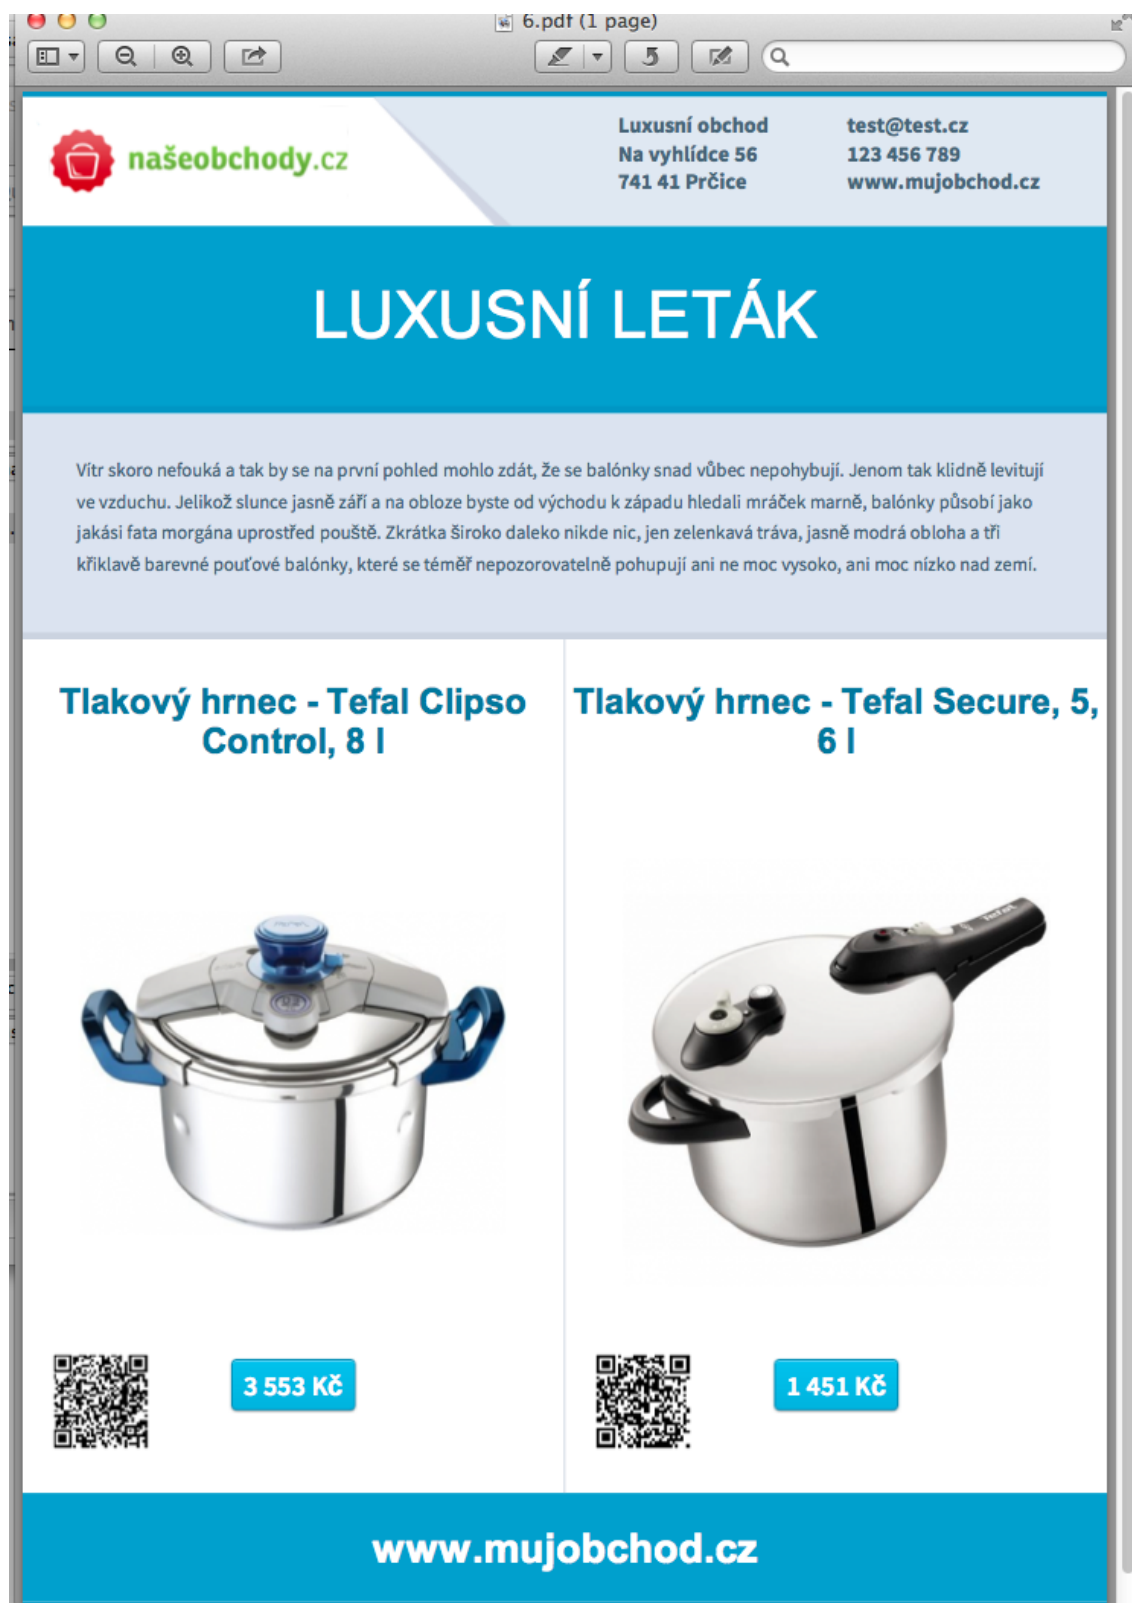 6.pdf (1 page)
našeobchody.cz
Luxusní obchod
Na vyhlídce 56
741 41 Prčice
test@test.cz
123 456 789
www.mujobchod.cz
LUXUSNÍ LETÁK
Vítr skoro nefouká a tak by se na první pohled mohlo zdát, že se balónky snad vůbec nepohybují. Jenom tak klidně levitují
ve vzduchu. Jelikož slunce jasně září a na obloze byste od východu k západu hledali mráček marně, balónky působí jako
jakási fata morgána uprostřed pouště. Zkrátka široko daleko nikde nic, jen zelenkavá tráva, jasně modrá obloha a tři
křiklavě barevné pouťové balónky, které se téměř nepozorovatelně pohupují ani ne moc vysoko, ani moc nízko nad zemí.
Tlakový hrnec - Tefal Clipso
Control, 8 l
Tlakový hrnec - Tefal Secure, 5,
6 l
Tefal
3 553 Kč
1 451 Kč
www.mujobchod.cz